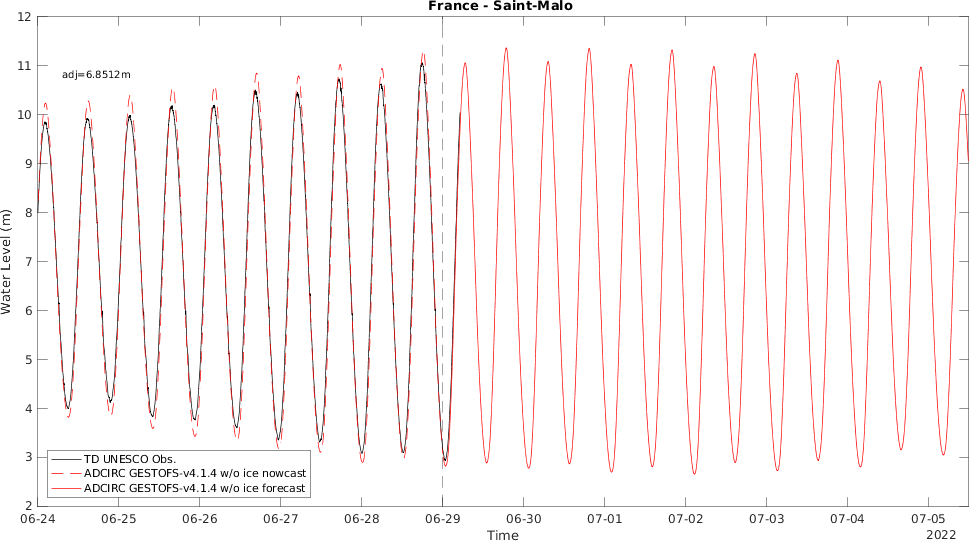 France - Saint-Malo
12
11
adj=6.8512m
10
9
8
7
6
5
4
3
2
Water Level (m)
TD UNESCO Obs.
ADCIRC GESTOFS-v4.1.4 w/o ice nowcast
ADCIRC GESTOFS-v4.1.4 w/o ice forecast
06-24 06-25 06-26 06-27 06-28 06-29 06-30 07-01 07-02 07-03 07-04 07-05
Time
2022